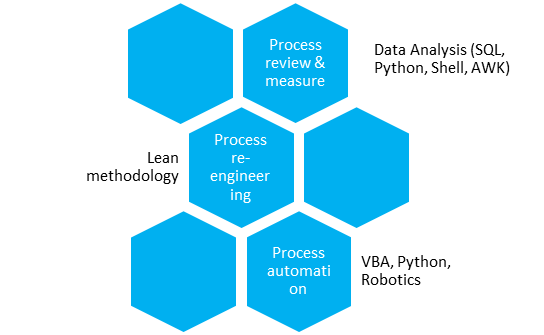 Process
review &
measure
Data Analysis (SQL,
Python, Shell, AWK)
Lean
methodology
Process
re-
engineer
ing
Process
automati
on
VBA, Python,
Robotics